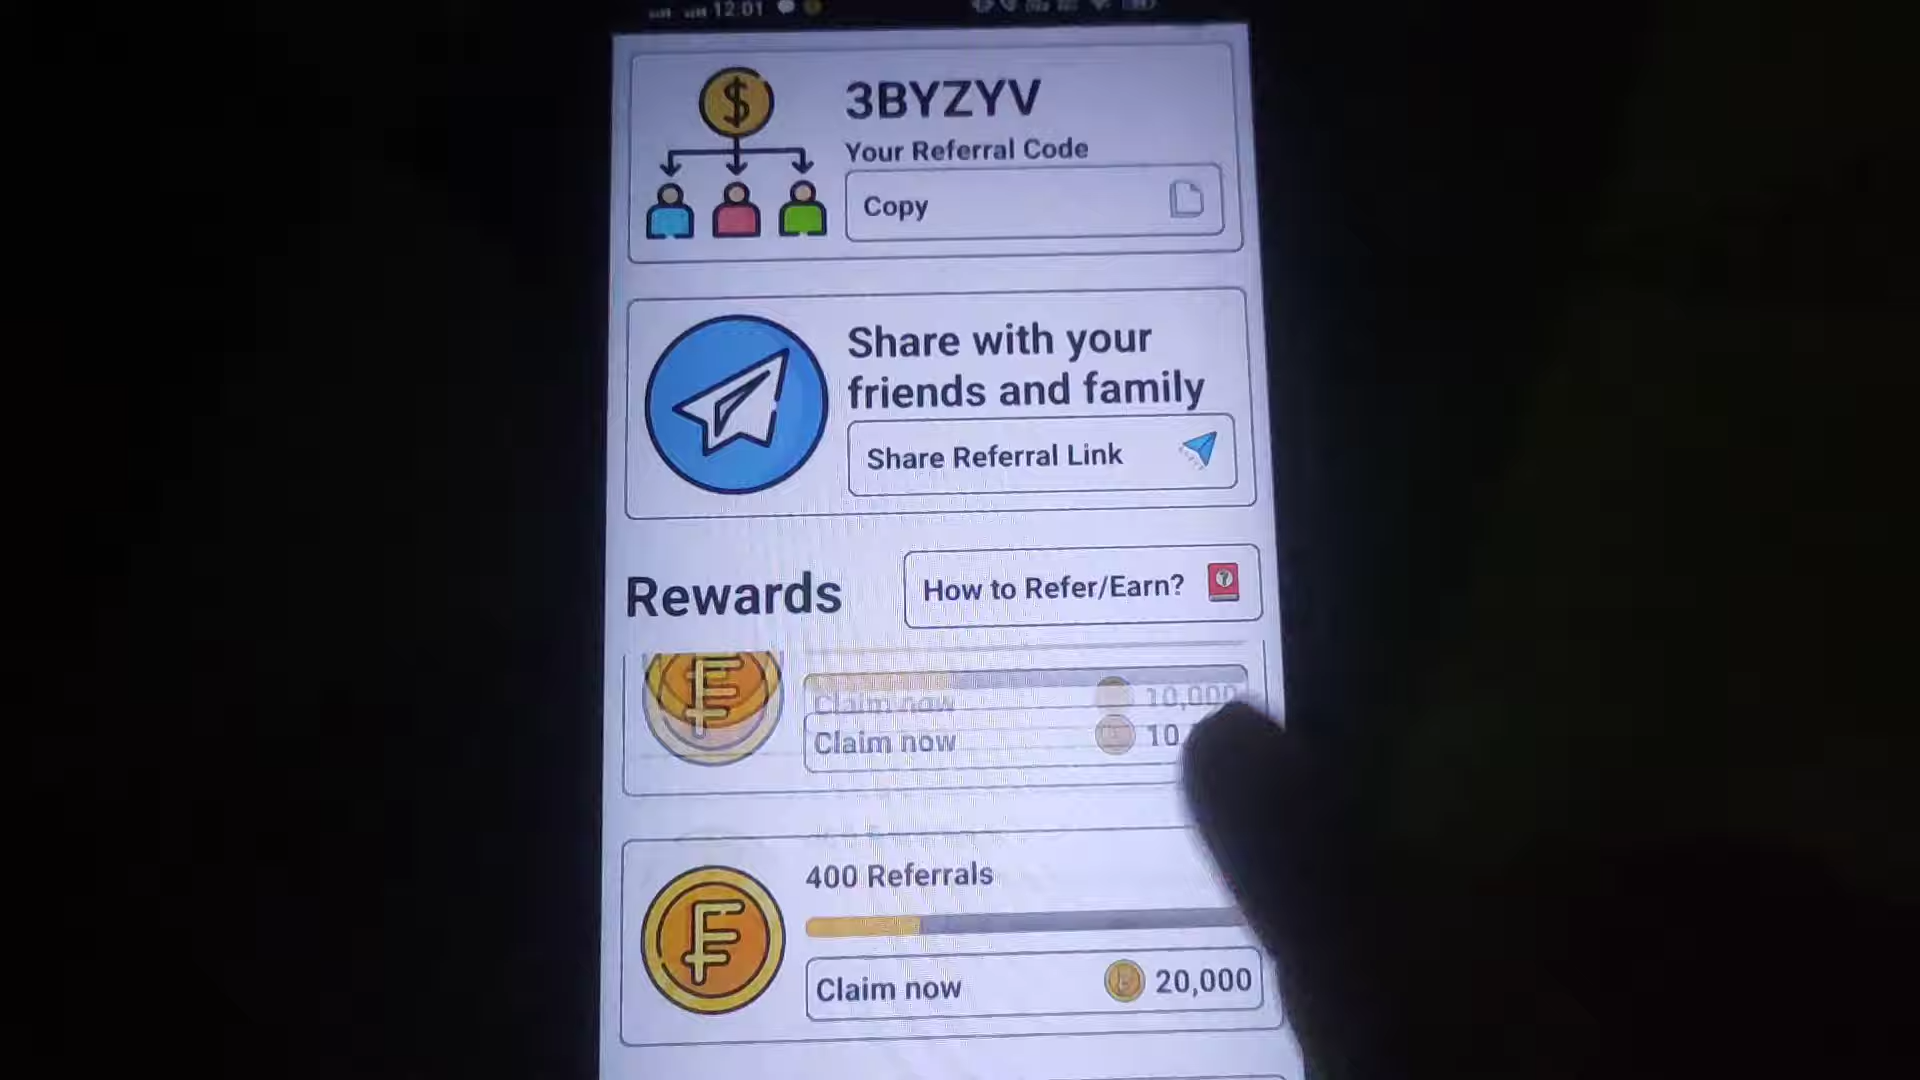 12:01
3BYZYV
Your Referral Code
Copy
Share with your
friends and family
Share Referral Link
Rewards
How to Refer/Earn?
Claim now 10,000
Claim now 10
400 Referrals
Claim now 20,000